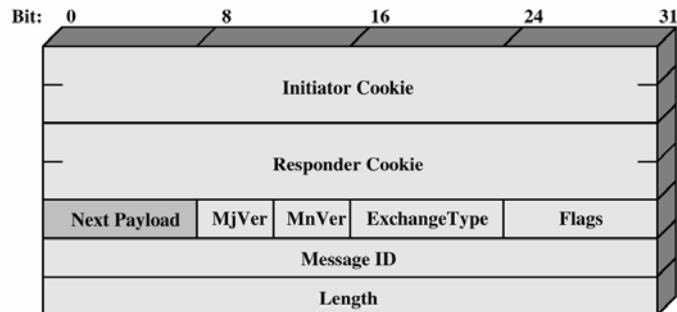 Bit: 0 8 16 24 31
Initiator Cookie
Responder Cookie
Next Payload MjVer MnVer ExchangeType Flags
Message ID
Length